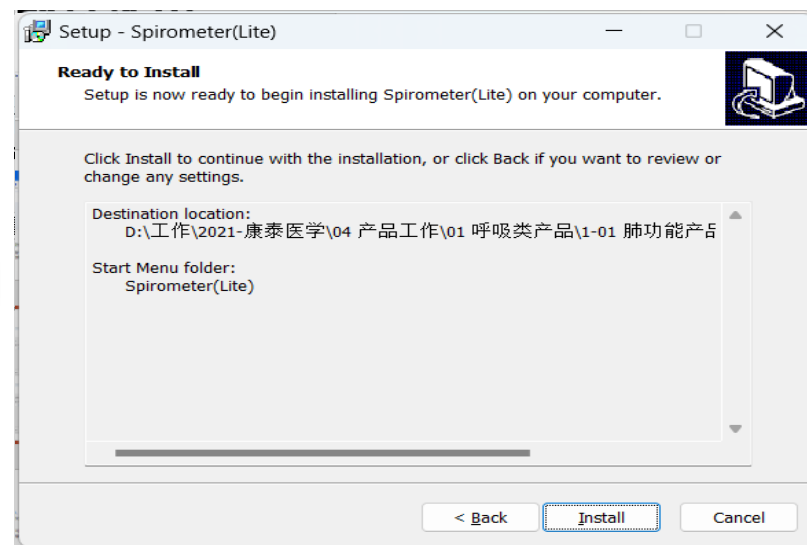 Setup - Spirometer(Lite)
Ready to Install
Setup is now ready to begin installing Spirometer(Lite) on your computer.
Click Install to continue with the installation, or click Back if you want to review or
change any settings.
Destination location:
D:\工作\2021-康泰医学\04 产品工作\01 呼吸类产品\1-01 肺功能产品
Start Menu folder:
Spirometer(Lite)
< Back
Install
Cancel